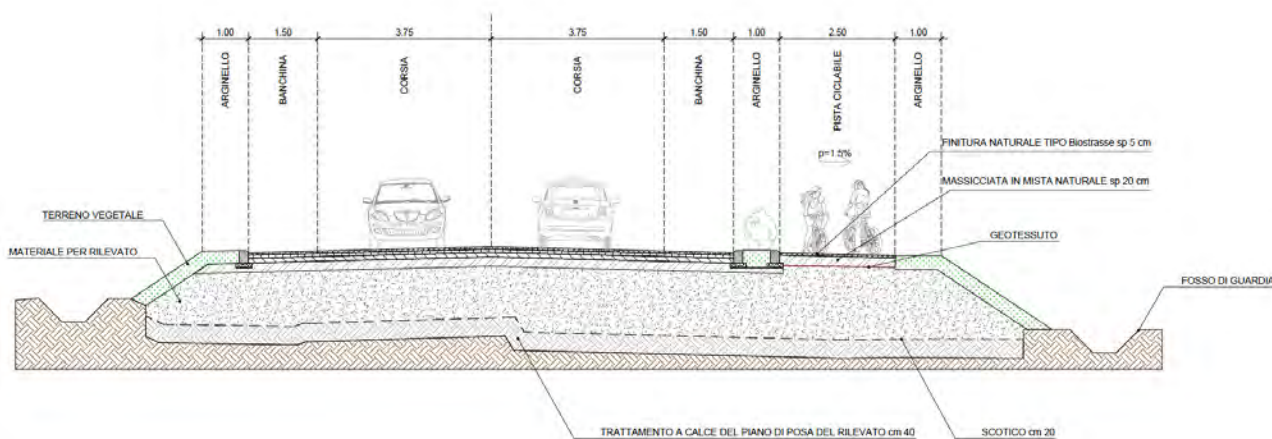 1.00 1.50 3.75 3.75 1.50 1.00 2.50 1.00
ARGINELLO
BANCHINA
CORSIA
CORSIA
BANCHINA
ARGINELLO
PISTA CICLABILE
ARGINELLO
p=1.5%
FINITURA NATURALE TIPO Biostrasse sp 5 cm
MASSICCIATA IN MISTA NATURALE sp 20 cm
TERRENO VEGETALE
GEOTESSUTO
MATERIALE PER RILEVATO
FOSSO DI GUARDIA
TRATTAMENTO A CALCE DEL PIANO DI POSA DEL RILEVATO cm 40
SCOTICO cm 20